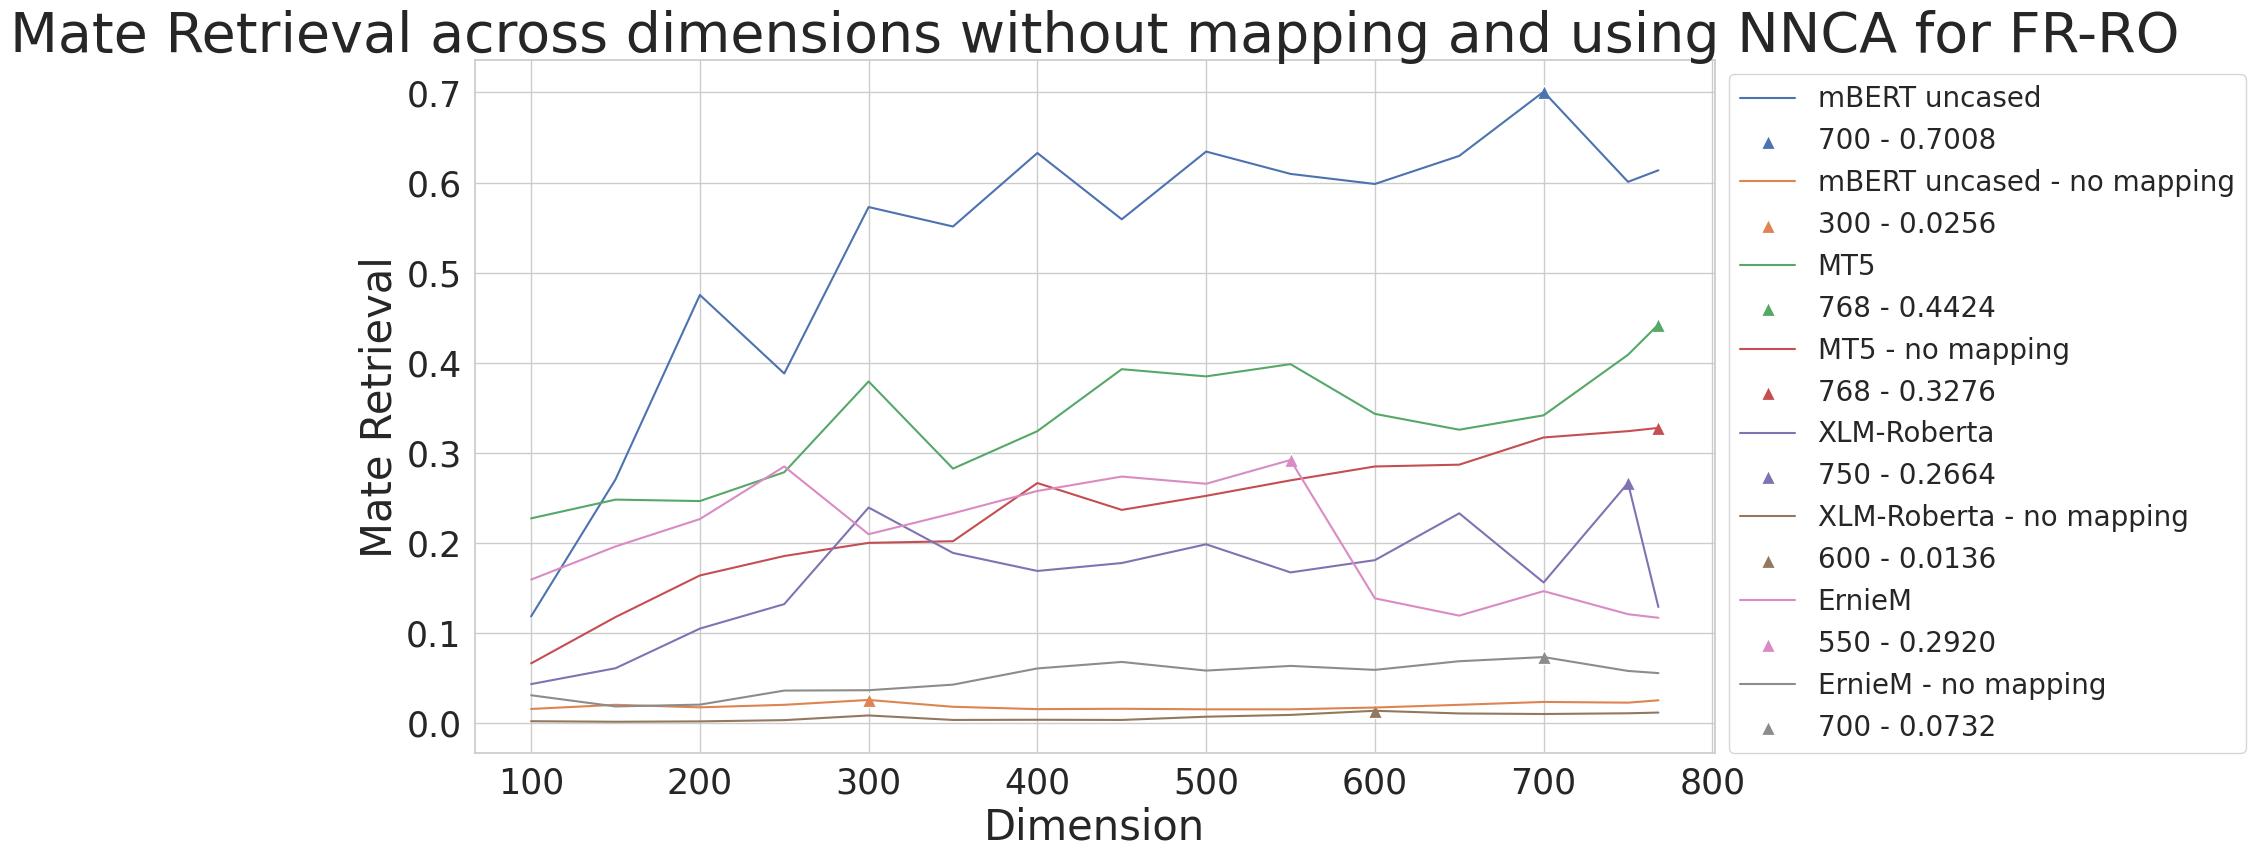 Mate Retrieval across dimensions without mapping and using NNCA for FR-RO
Mate Retrieval
0.7
0.6
0.5
0.4
0.3
0.2
0.1
0.0
100 200 300 400 500 600 700 800
Dimension
mBERT uncased
700 - 0.7008
mBERT uncased - no mapping
300 - 0.0256
MT5
768 - 0.4424
MT5 - no mapping
768 - 0.3276
XLM-Roberta
750 - 0.2664
XLM-Roberta - no mapping
600 - 0.0136
ErnieM
550 - 0.2920
ErnieM - no mapping
700 - 0.0732